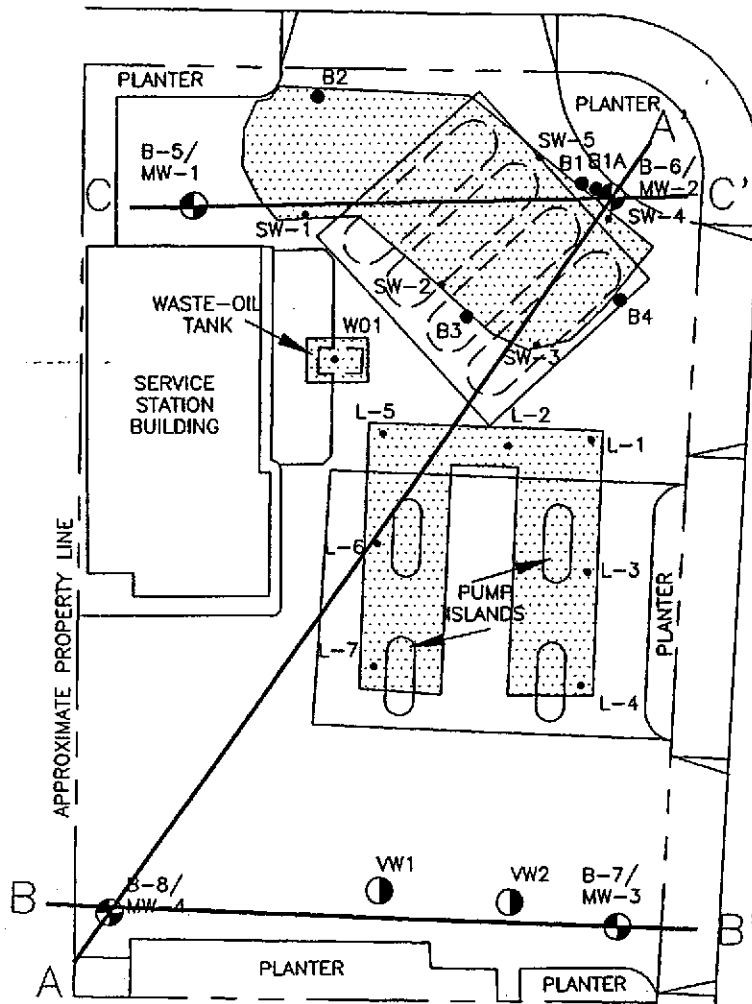 PLANTER
B2
PLANTER
A'
SW-5
B1
B1A
B-5/
MW-1
B-6/
MW-2
C
C'
SW-1
SW-4
SW-2
WASTE-OIL
TANK
WO1
B3
B4
SW-3
SERVICE
STATION
BUILDING
L-5
L-2
L-1
L-6
L-3
PUMP
ISLANDS
PLANTER
L-7
L-4
APPROXIMATE PROPERTY LINE
B
B-8/
MW-4
VW1
VW2
B-7/
MW-3
B
A
PLANTER
PLANTER